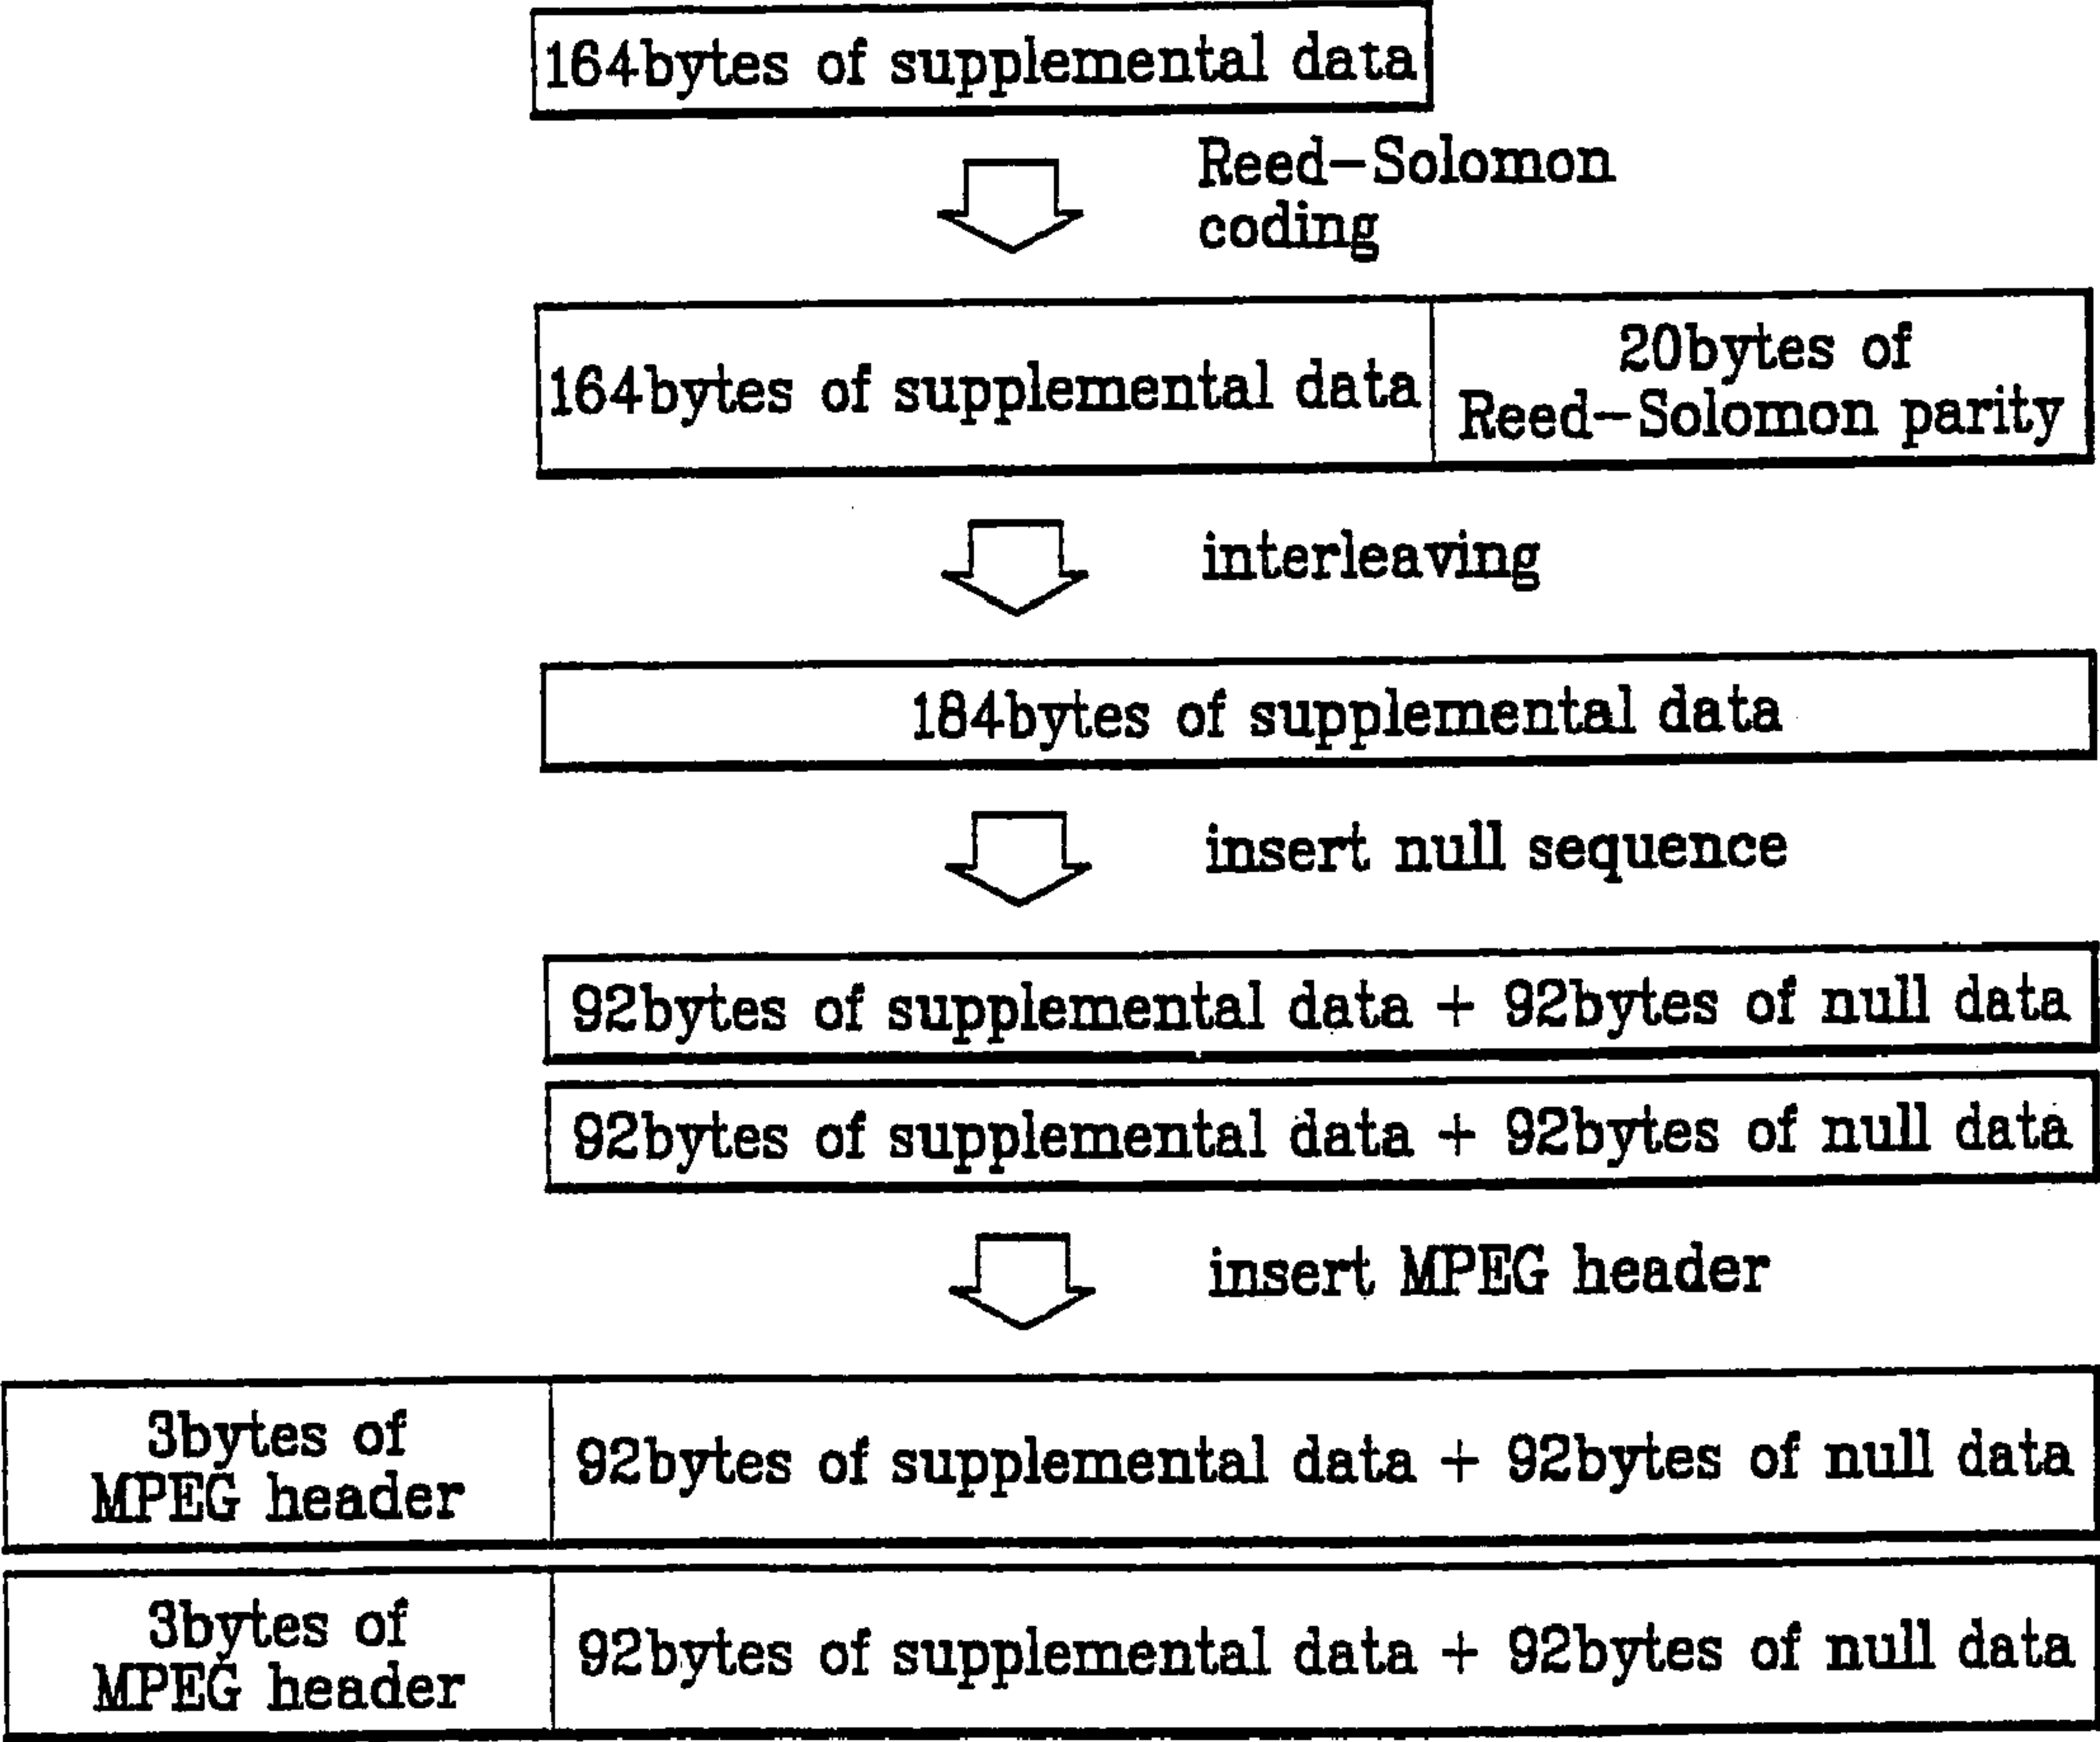 164bytes of supplemental data
Reed-Solomon
coding
164bytes of supplemental data
20bytes of
Reed-Solomon parity
interleaving
184bytes of supplemental data
insert null sequence
92bytes of supplemental data + 92bytes of null data
92bytes of supplemental data + 92bytes of null data
insert MPEG header
3bytes of
MPEG header
92bytes of supplemental data + 92bytes of null data
3bytes of
MPEG header
92bytes of supplemental data + 92bytes of null data